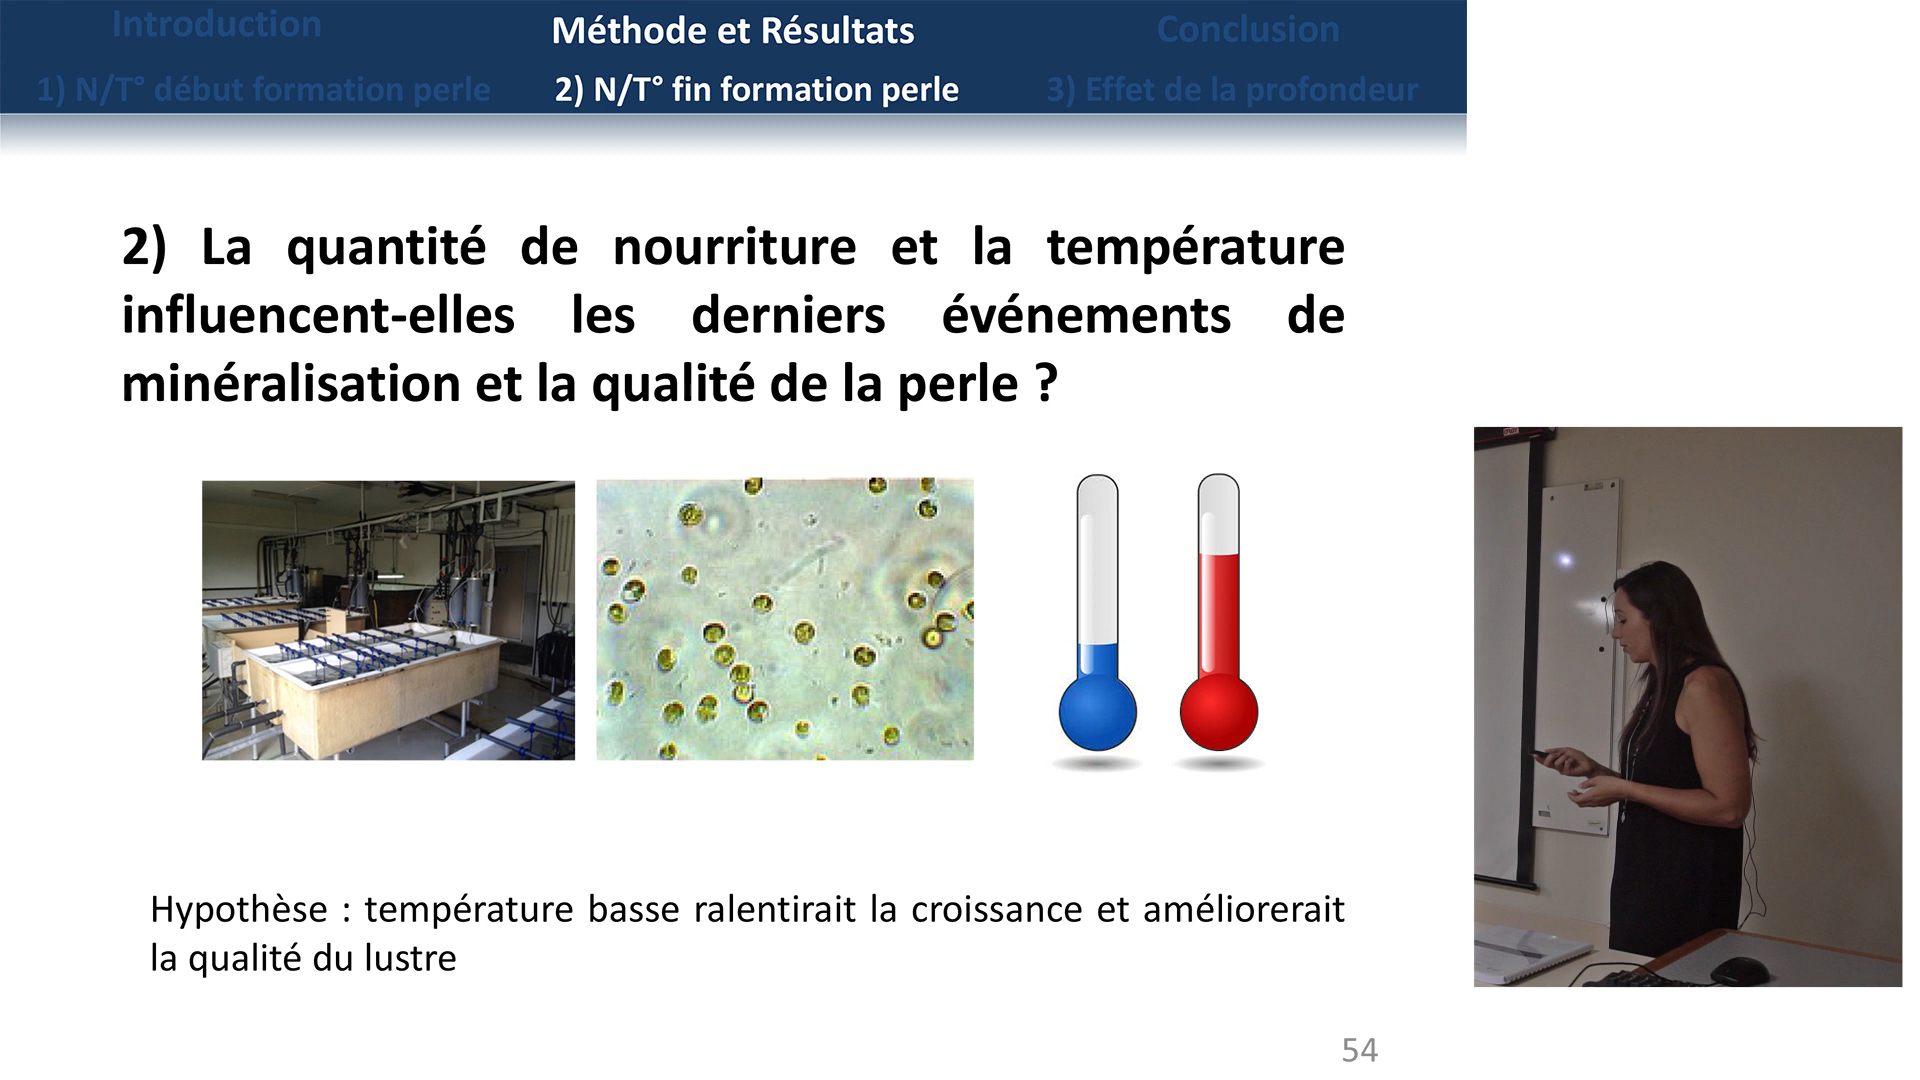 Introduction
Méthode et Résultats
Conclusion
1) N/T° début formation perle
2) N/T° fin formation perle
3) Effet de la profondeur
2) La quantité de nourriture et la température
influencent-elles les derniers événements de
minéralisation et la qualité de la perle ?
Hypothèse : température basse ralentirait la croissance et améliorerait
la qualité du lustre
54